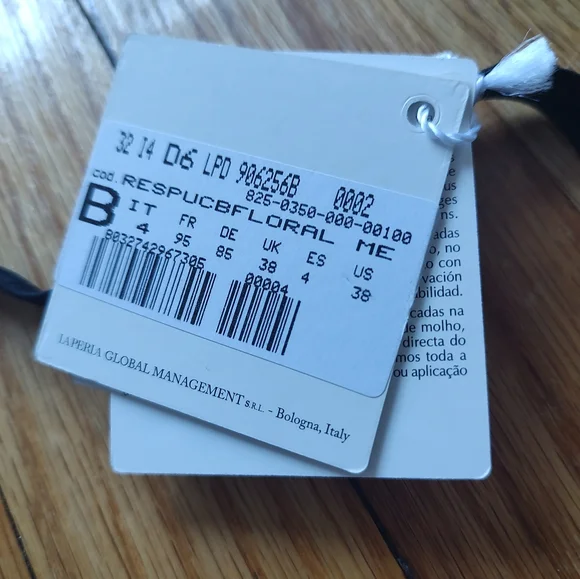 32 I4 D6 LPD 906256B 0002
825-0350-000-00100
cod.RESPUCBFLORAL ME
B IT FR DE UK ES US
4 95 85 38 4 38
8032742967305
00004
LA PERLA GLOBAL MANAGEMENT S.R.L. - Bologna, Italy
us
ges
ns.
adas
o, no
o con
vación
bilidad.
cadas na
de molho,
directa do
mos toda a
ou aplicação